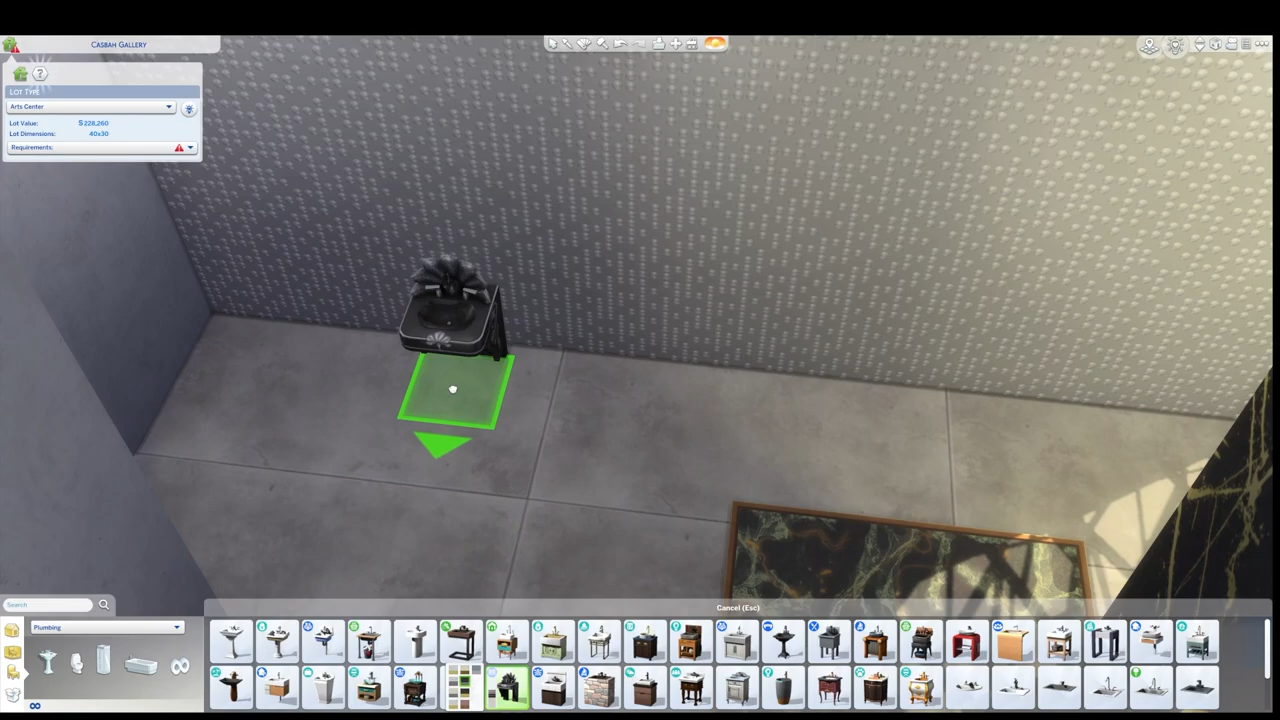 CASBAH GALLERY
LOT TYPE
Arts Center
Lot Value: §228,260
Lot Dimensions: 40x30
Requirements:
Cancel (Esc)
Search
Plumbing